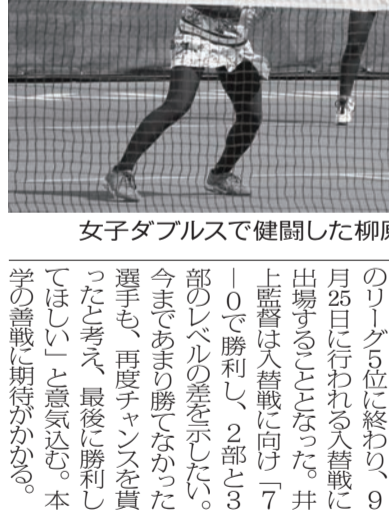 女子ダブルスで健闘した柳
のリーグ5位に終わり、9
月25日に行われる入替戦に
出場することとなった。井
上監督は入替戦に向け「7
―0で勝利し、2部と3
部のレベルの差を示したい。
今まであまり勝てなかった
選手も、再度チャンスを貰
ったと考え、最後に勝利し
てほしい」と意気込む。本
学の善戦に期待がかかる。